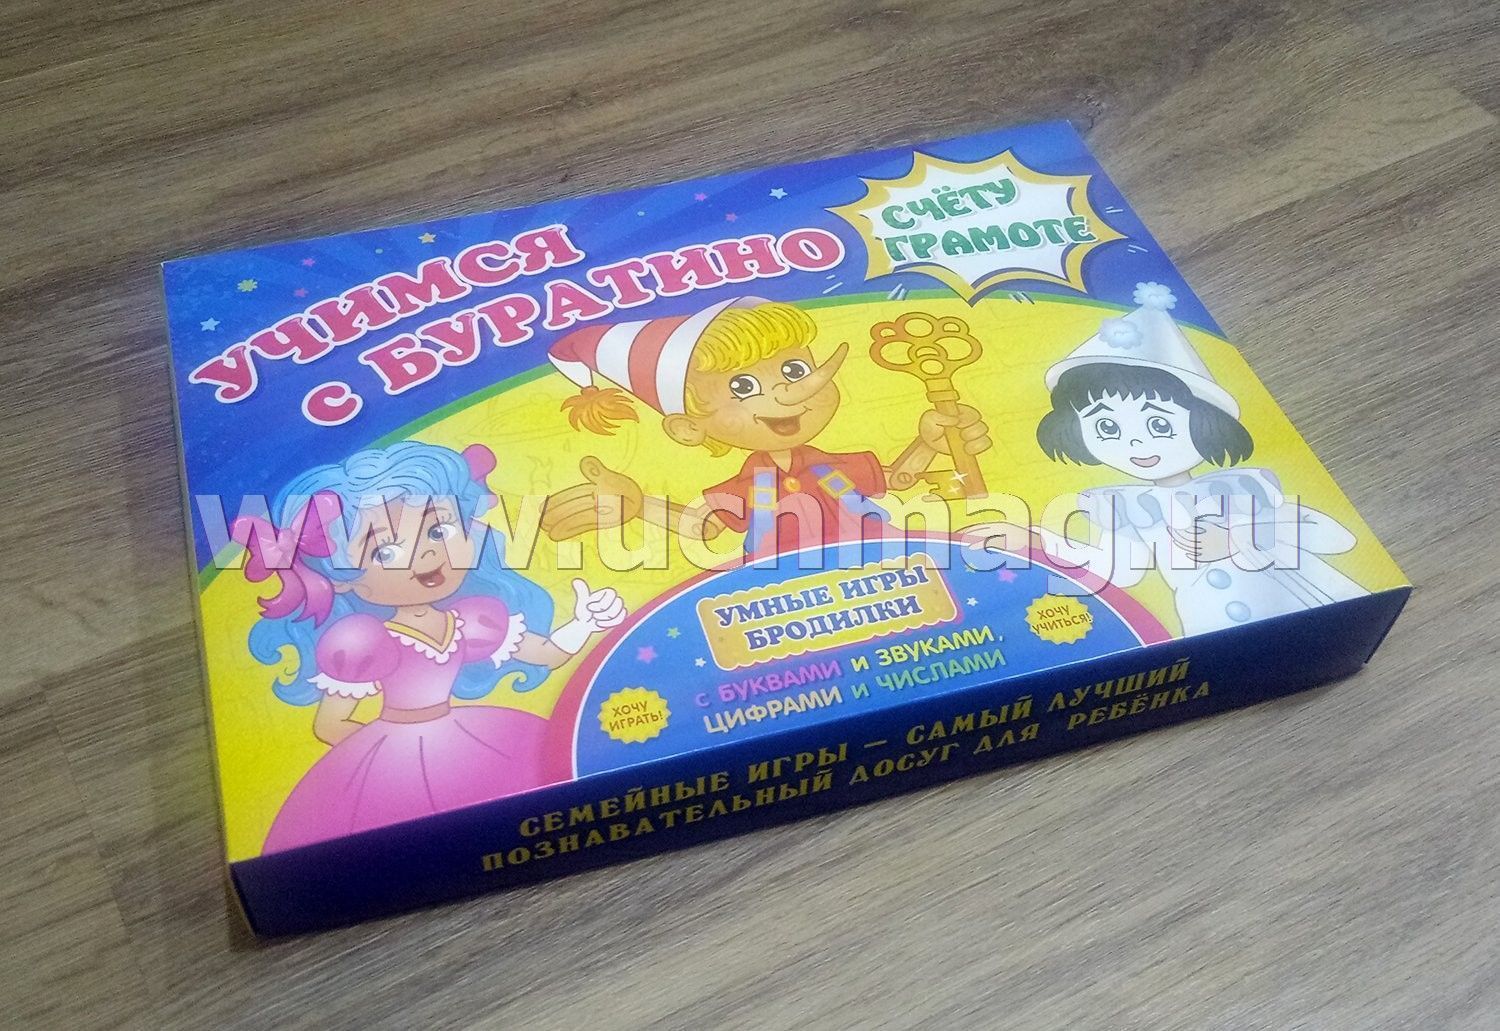 УЧИМСЯ
С БУРАТИНО
СЧЁТУ
ГРАМОТЕ
www.uchmag.ru
УМНЫЕ ИГРЫ
БРОДИЛКИ
С БУКВАМИ И ЗВУКАМИ,
ЦИФРАМИ И ЧИСЛАМИ
ХОЧУ
ИГРАТЬ!
ХОЧУ
УЧИТЬСЯ!
СЕМЕЙНЫЕ ИГРЫ – САМЫЙ ЛУЧШИЙ
ПОЗНАВАТЕЛЬНЫЙ ДОСУГ ДЛЯ РЕБЁНКА